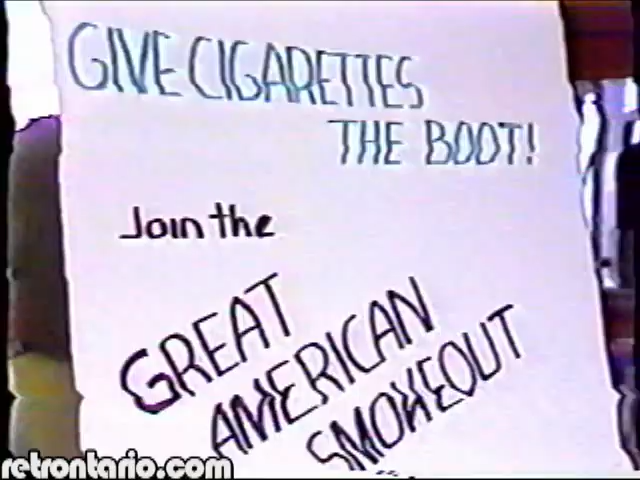 GIVE CIGARETTES
THE BOOT!
Join the
GREAT
AMERICAN
SMOKEOUT
retrontario.com